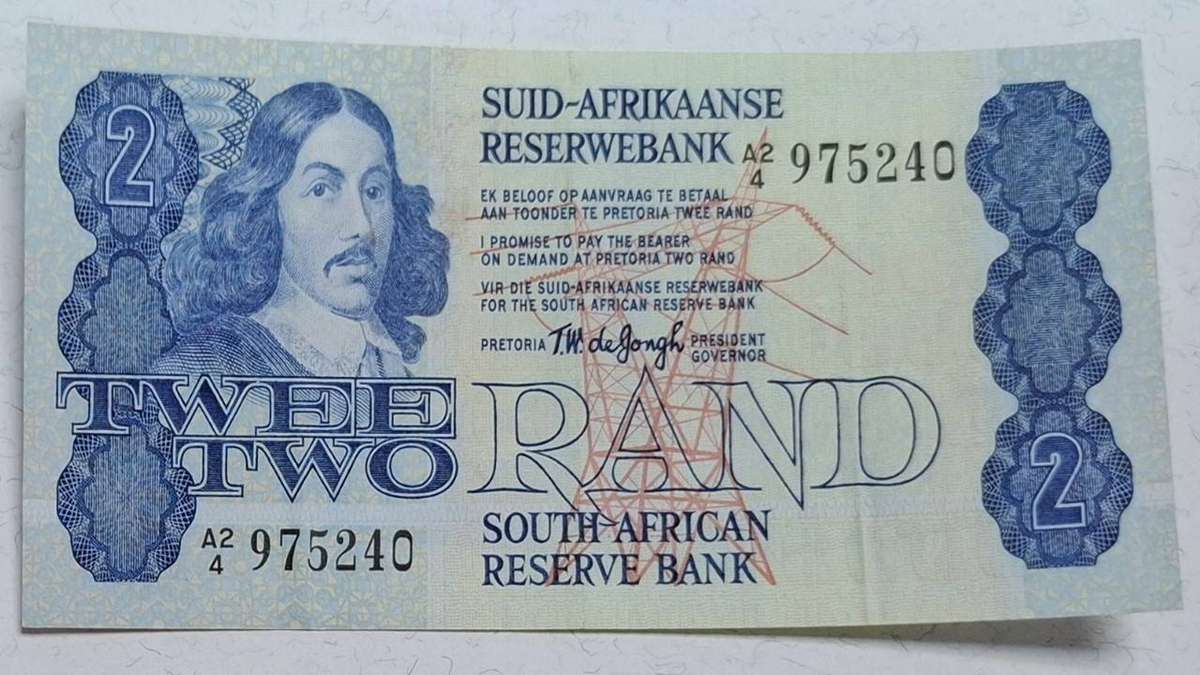 2
SUID-AFRIKAANSE
RESERWEBANK
A2/4 975240
EK BELOOF OP AANVRAAG TE BETAAL
AAN TOONDER TE PRETORIA TWEE RAND
I PROMISE TO PAY THE BEARER
ON DEMAND AT PRETORIA TWO RAND
VIR DIE SUID-AFRIKAANSE RESERWEBANK
FOR THE SOUTH AFRICAN RESERVE BANK
PRETORIA T.W. de Jongh PRESIDENT
GOVERNOR
TWEE
TWO RAND
2
SOUTH AFRICAN
RESERVE BANK
A2/4 975240